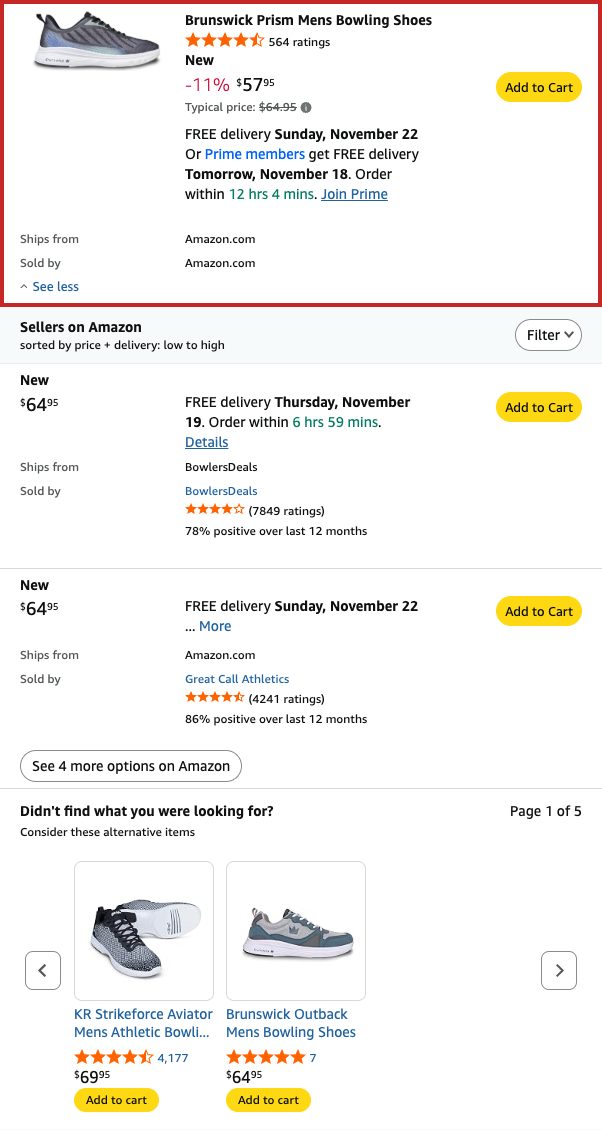 Brunswick Prism Mens Bowling Shoes
564 ratings
New
-11% $57.95
Typical price: $64.95
Add to Cart
FREE delivery Sunday, November 22
Or Prime members get FREE delivery
Tomorrow, November 18. Order
within 12 hrs 4 mins. Join Prime
Ships from Amazon.com
Sold by Amazon.com
See less
Sellers on Amazon
sorted by price + delivery: low to high
Filter
New
$64.95
FREE delivery Thursday, November
19. Order within 6 hrs 59 mins.
Details
Add to Cart
Ships from BowlersDeals
Sold by BowlersDeals
(7849 ratings)
78% positive over last 12 months
New
$64.95
FREE delivery Sunday, November 22
... More
Add to Cart
Ships from Amazon.com
Sold by Great Call Athletics
(4241 ratings)
86% positive over last 12 months
See 4 more options on Amazon
Didn't find what you were looking for?
Page 1 of 5
Consider these alternative items
KR Strikeforce Aviator
Mens Athletic Bowli...
4,177
$69.95
Add to cart
Brunswick Outback
Mens Bowling Shoes
7
$64.95
Add to cart